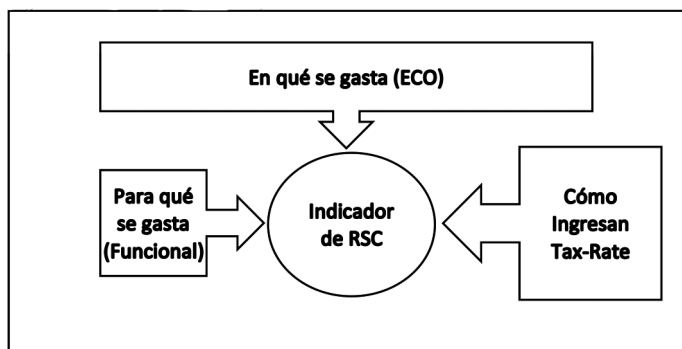 En qué se gasta (ECO)
Para qué
se gasta
(Funcional)
Indicador
de RSC
Cómo
Ingresan
Tax-Rate